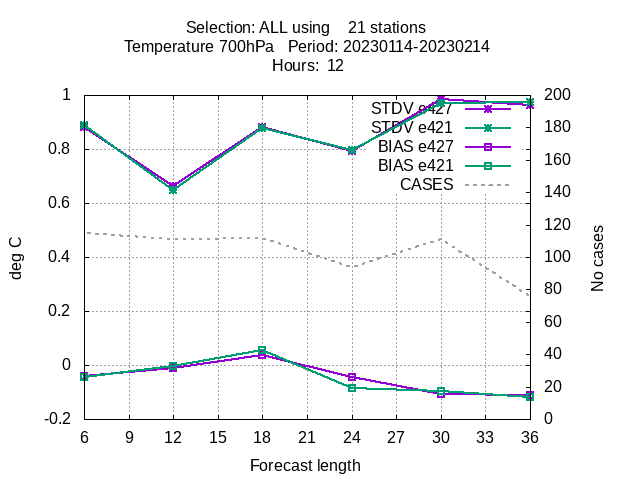 Selection: ALL using    21 stations
Temperature 700hPa   Period: 20230114-20230214
Hours:  12
1
0.8
0.6
0.4
0.2
0
-0.2
deg C
STDV e427
STDV e421
BIAS e427
BIAS e421
CASES
200
180
160
140
120
100
80
60
40
20
0
No cases
6 9 12 15 18 21 24 27 30 33 36
Forecast length